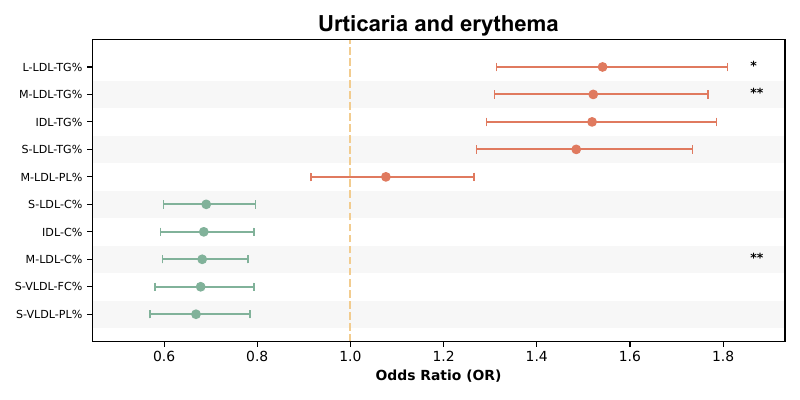 Urticaria and erythema
L-LDL-TG% *
M-LDL-TG% **
IDL-TG%
S-LDL-TG%
M-LDL-PL%
S-LDL-C%
IDL-C%
M-LDL-C% **
S-VLDL-FC%
S-VLDL-PL%
0.6 0.8 1.0 1.2 1.4 1.6 1.8
Odds Ratio (OR)